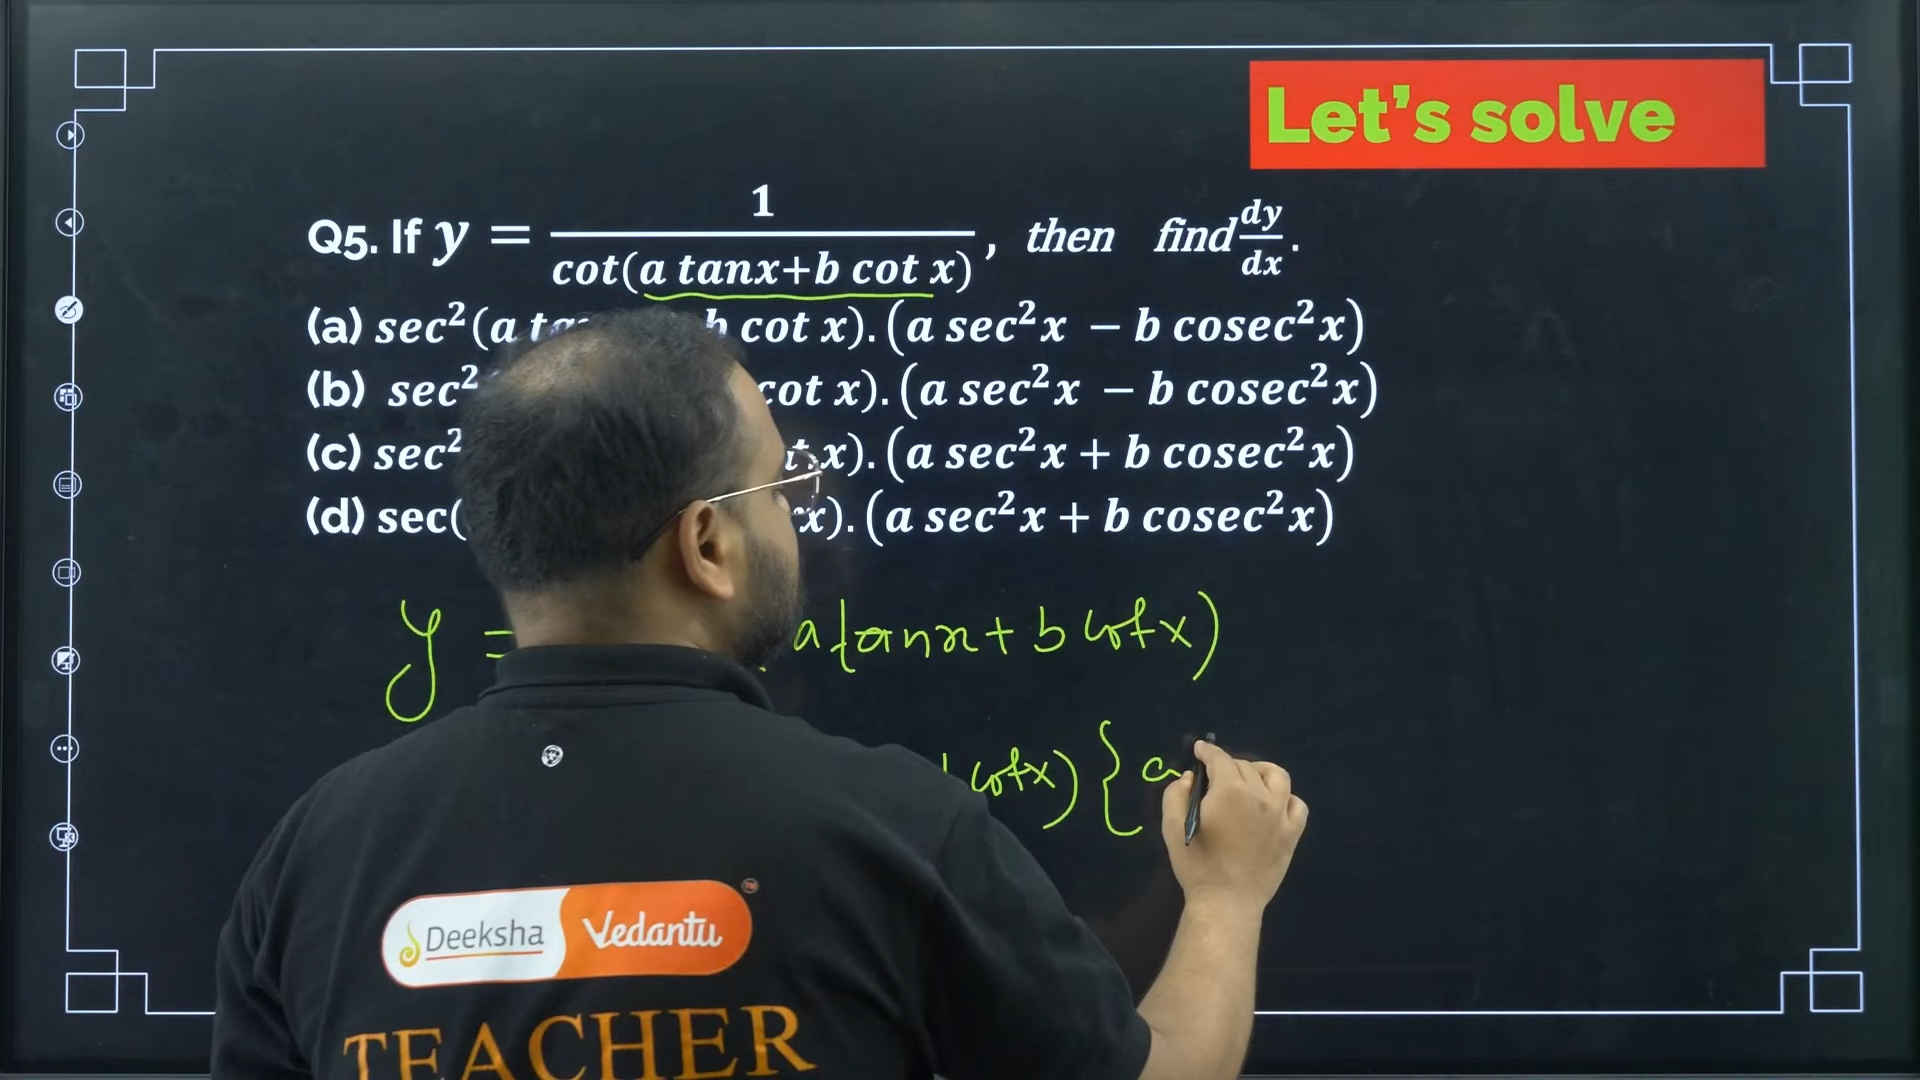 Let's solve
Q5. If y = 1 / cot(a tanx+b cot x), then find dy/dx.
(a) sec²(a cot x).(a sec²x − b cosec²x)
(b) sec² cot x).(a sec²x − b cosec²x)
(c) sec² x).(a sec²x + b cosec²x)
(d) sec( x).(a sec²x + b cosec²x)
y = a tanx + b cotx)
cotx) { a
Deeksha Vedantu
TEACHER